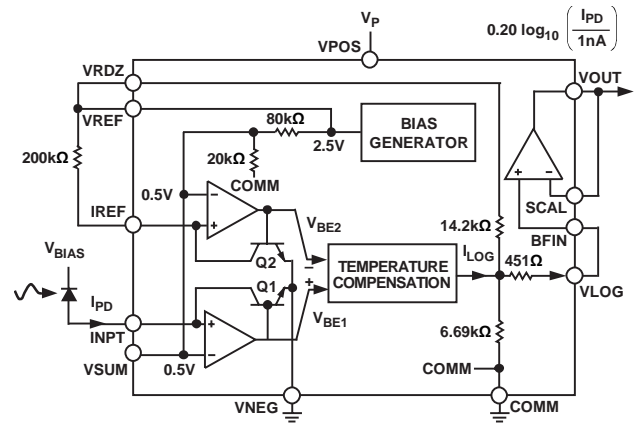 V_P
0.20 log₁₀ (I_PD / 1nA)
VPOS
VRDZ
VOUT
VREF
80kΩ
BIAS
GENERATOR
2.5V
200kΩ
20kΩ
COMM
0.5V
SCAL
IREF
V_BE2
14.2kΩ
BFIN
V_BIAS
Q2
I_LOG
451Ω
TEMPERATURE
COMPENSATION
Q1
I_PD
VLOG
INPT
V_BE1
6.69kΩ
VSUM
0.5V
COMM
VNEG
COMM